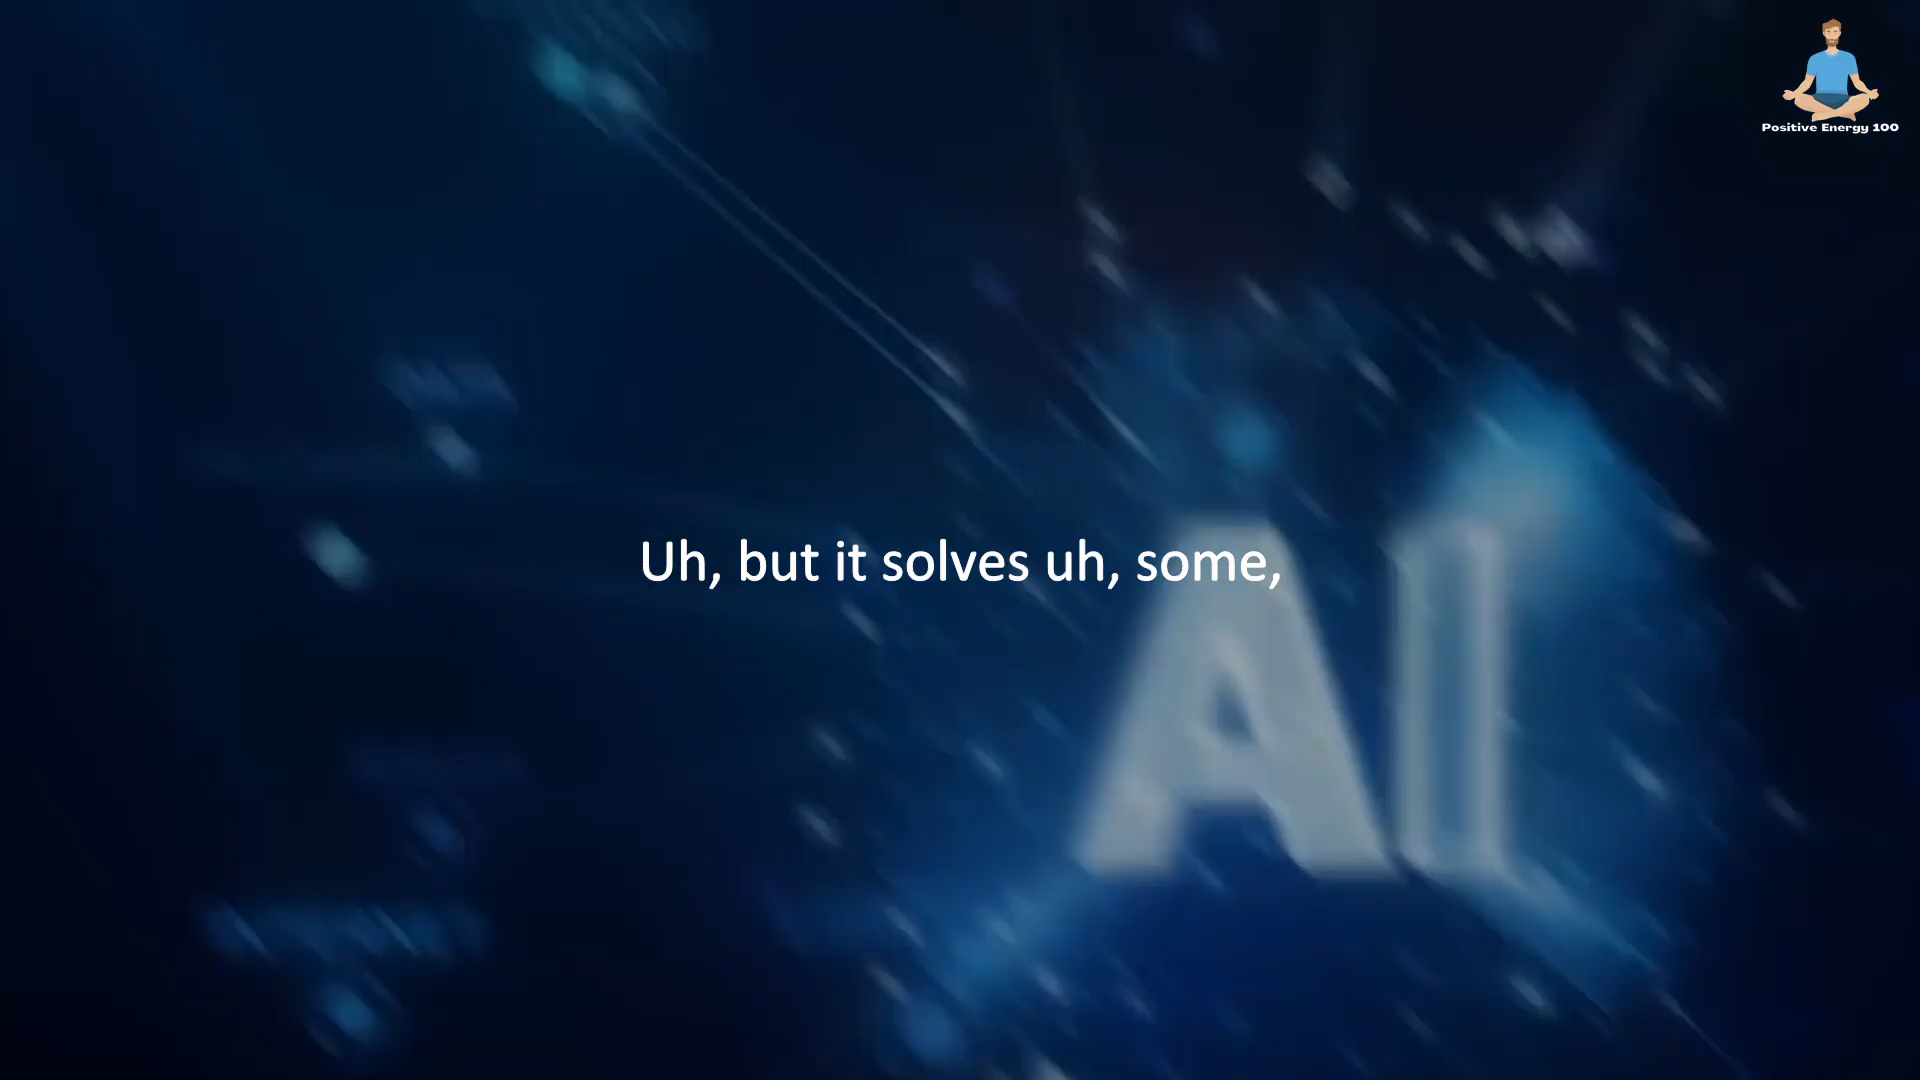 Positive Energy 100
Uh, but it solves uh, some,
AI